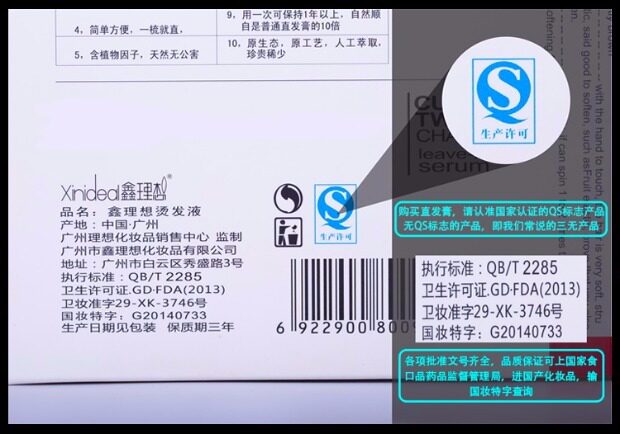 4，简单方便，一梳就直，
5，含植物因子，天然无公害
9，用一次可保持1年以上，自然顺
自是普通直发膏的10倍
10，原生态，原工艺，人工萃取，
珍贵稀少
生产许可
leave
serum
Xinideal鑫理想®
品名：鑫理想烫发液
产地：中国·广州
广州理想化妆品销售中心 监制
广州市鑫理想化妆品有限公司
地址：广州市白云区秀盛路3号
执行标准：QB/T 2285
卫生许可证.GD·FDA(2013)
卫妆准字29-XK-3746号
国妆特字：G20140733
生产日期见包装 保质期三年
生产许可
6 922900 800
购买直发膏，请认准国家认证的QS标志产品
无QS标志的产品，即我们常说的三无产品
执行标准：QB/T 2285
卫生许可证.GD·FDA(2013)
卫妆准字29-XK-3746号
国妆特字：G20140733
各项批准文号齐全，品质保证可上国家食
口品药品监督管理局，进国产化妆品，输
国妆特字查询